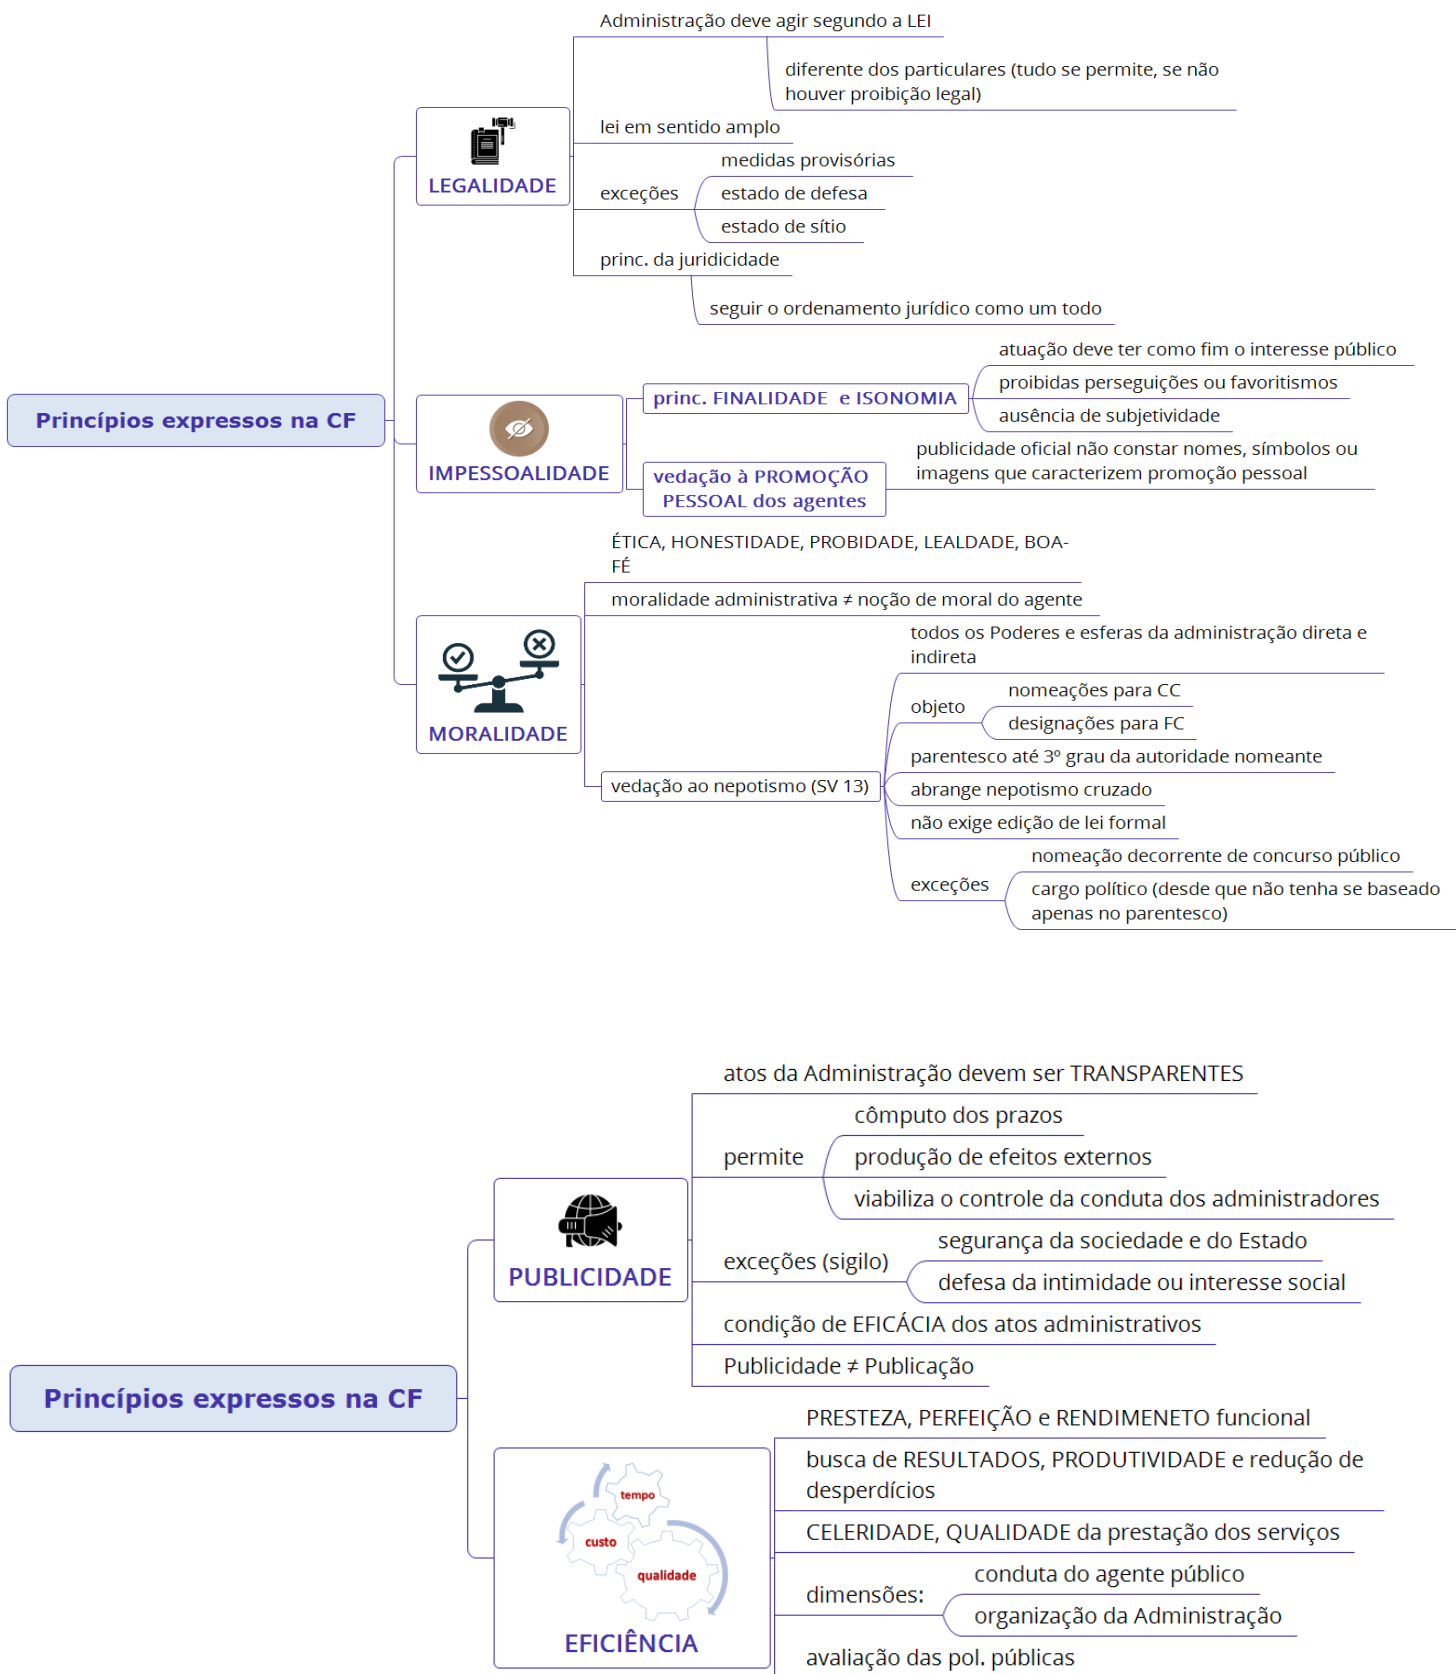 Princípios expressos na CF
LEGALIDADE
Administração deve agir segundo a LEI
diferente dos particulares (tudo se permite, se não
houver proibição legal)
lei em sentido amplo
exceções
medidas provisórias
estado de defesa
estado de sítio
princ. da juridicidade
seguir o ordenamento jurídico como um todo
IMPESSOALIDADE
princ. FINALIDADE e ISONOMIA
atuação deve ter como fim o interesse público
proibidas perseguições ou favoritismos
ausência de subjetividade
vedação à PROMOÇÃO
PESSOAL dos agentes
publicidade oficial não constar nomes, símbolos ou
imagens que caracterizem promoção pessoal
MORALIDADE
ÉTICA, HONESTIDADE, PROBIDADE, LEALDADE, BOA-
FÉ
moralidade administrativa ≠ noção de moral do agente
vedação ao nepotismo (SV 13)
todos os Poderes e esferas da administração direta e
indireta
objeto
nomeações para CC
designações para FC
parentesco até 3º grau da autoridade nomeante
abrange nepotismo cruzado
não exige edição de lei formal
exceções
nomeação decorrente de concurso público
cargo político (desde que não tenha se baseado
apenas no parentesco)
Princípios expressos na CF
PUBLICIDADE
atos da Administração devem ser TRANSPARENTES
permite
cômputo dos prazos
produção de efeitos externos
viabiliza o controle da conduta dos administradores
exceções (sigilo)
segurança da sociedade e do Estado
defesa da intimidade ou interesse social
condição de EFICÁCIA dos atos administrativos
Publicidade ≠ Publicação
tempo
custo
qualidade
EFICIÊNCIA
PRESTEZA, PERFEIÇÃO e RENDIMENETO funcional
busca de RESULTADOS, PRODUTIVIDADE e redução de
desperdícios
CELERIDADE, QUALIDADE da prestação dos serviços
dimensões:
conduta do agente público
organização da Administração
avaliação das pol. públicas